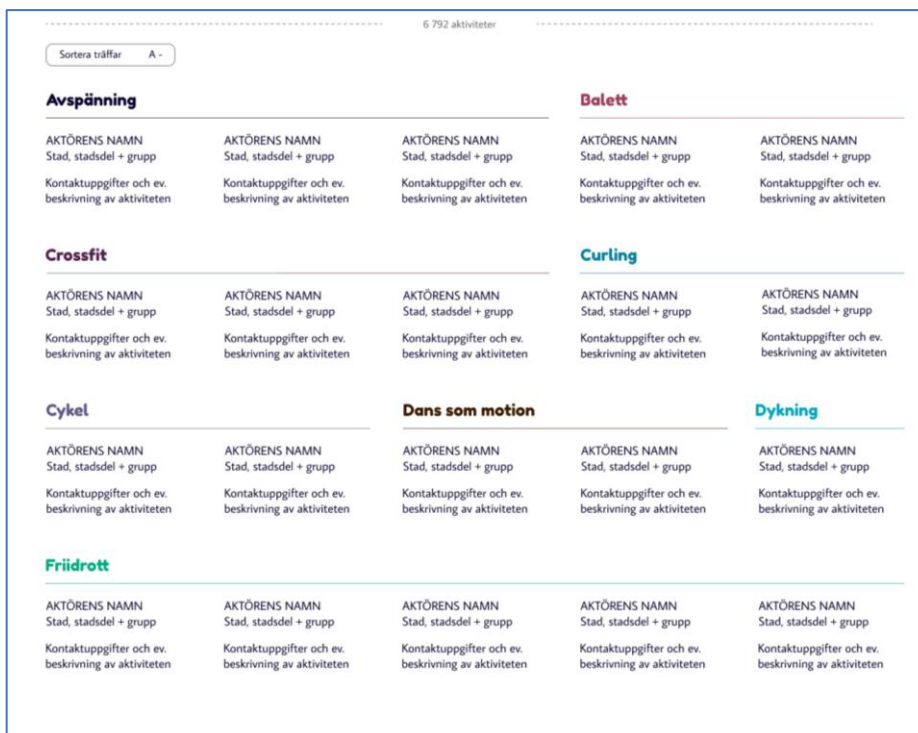 6 792 aktiviteter
Sortera träffar A -
Avspänning
AKTÖRENS NAMN
Stad, stadsdel + grupp
Kontaktuppgifter och ev.
beskrivning av aktiviteten
AKTÖRENS NAMN
Stad, stadsdel + grupp
Kontaktuppgifter och ev.
beskrivning av aktiviteten
AKTÖRENS NAMN
Stad, stadsdel + grupp
Kontaktuppgifter och ev.
beskrivning av aktiviteten
Balett
AKTÖRENS NAMN
Stad, stadsdel + grupp
Kontaktuppgifter och ev.
beskrivning av aktiviteten
AKTÖRENS NAMN
Stad, stadsdel + grupp
Kontaktuppgifter och ev.
beskrivning av aktiviteten
Crossfit
AKTÖRENS NAMN
Stad, stadsdel + grupp
Kontaktuppgifter och ev.
beskrivning av aktiviteten
AKTÖRENS NAMN
Stad, stadsdel + grupp
Kontaktuppgifter och ev.
beskrivning av aktiviteten
AKTÖRENS NAMN
Stad, stadsdel + grupp
Kontaktuppgifter och ev.
beskrivning av aktiviteten
Curling
AKTÖRENS NAMN
Stad, stadsdel + grupp
Kontaktuppgifter och ev.
beskrivning av aktiviteten
AKTÖRENS NAMN
Stad, stadsdel + grupp
Kontaktuppgifter och ev.
beskrivning av aktiviteten
Cykel
AKTÖRENS NAMN
Stad, stadsdel + grupp
Kontaktuppgifter och ev.
beskrivning av aktiviteten
AKTÖRENS NAMN
Stad, stadsdel + grupp
Kontaktuppgifter och ev.
beskrivning av aktiviteten
Dans som motion
AKTÖRENS NAMN
Stad, stadsdel + grupp
Kontaktuppgifter och ev.
beskrivning av aktiviteten
AKTÖRENS NAMN
Stad, stadsdel + grupp
Kontaktuppgifter och ev.
beskrivning av aktiviteten
Dykning
AKTÖRENS NAMN
Stad, stadsdel + grupp
Kontaktuppgifter och ev.
beskrivning av aktiviteten
Friidrott
AKTÖRENS NAMN
Stad, stadsdel + grupp
Kontaktuppgifter och ev.
beskrivning av aktiviteten
AKTÖRENS NAMN
Stad, stadsdel + grupp
Kontaktuppgifter och ev.
beskrivning av aktiviteten
AKTÖRENS NAMN
Stad, stadsdel + grupp
Kontaktuppgifter och ev.
beskrivning av aktiviteten
AKTÖRENS NAMN
Stad, stadsdel + grupp
Kontaktuppgifter och ev.
beskrivning av aktiviteten
AKTÖRENS NAMN
Stad, stadsdel + grupp
Kontaktuppgifter och ev.
beskrivning av aktiviteten